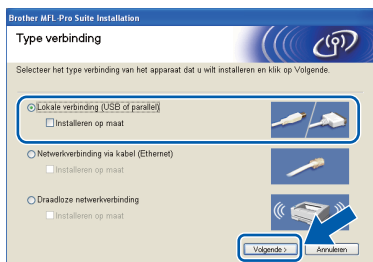 Brother MFL-Pro Suite Installation
Type verbinding
Selecteer het type verbinding van het apparaat dat u wilt installeren en klik op Volgende.
Lokale verbinding (USB of parallel)
Installeren op maat
Netwerkverbinding via kabel (Ethernet)
Installeren op maat
Draadloze netwerkverbinding
Installeren op maat
Volgende > Annuleren